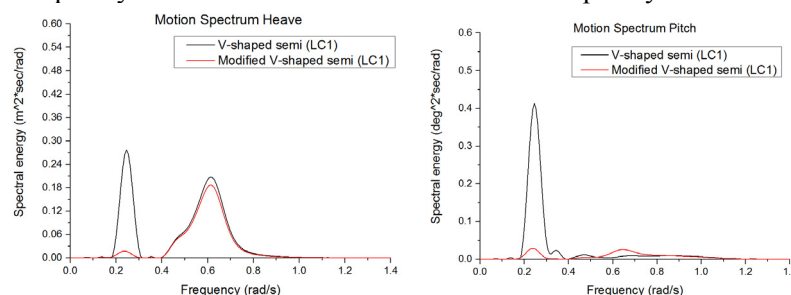 Motion Spectrum Heave
V-shaped semi (LC1)
Modified V-shaped semi (LC1)
Spectral energy (m^2*sec/rad)
0.60
0.54
0.48
0.42
0.36
0.30
0.24
0.18
0.12
0.06
0.00
0.0 0.2 0.4 0.6 0.8 1.0 1.2 1.4
Frequency (rad/s)
Motion Spectrum Pitch
V-shaped semi (LC1)
Modified V-shaped semi (LC1)
Spectral energy (deg^2*sec/rad)
0.6
0.5
0.4
0.3
0.2
0.1
0.0
0.0 0.2 0.4 0.6 0.8 1.0 1.2 1.
Frequency (rad/s)